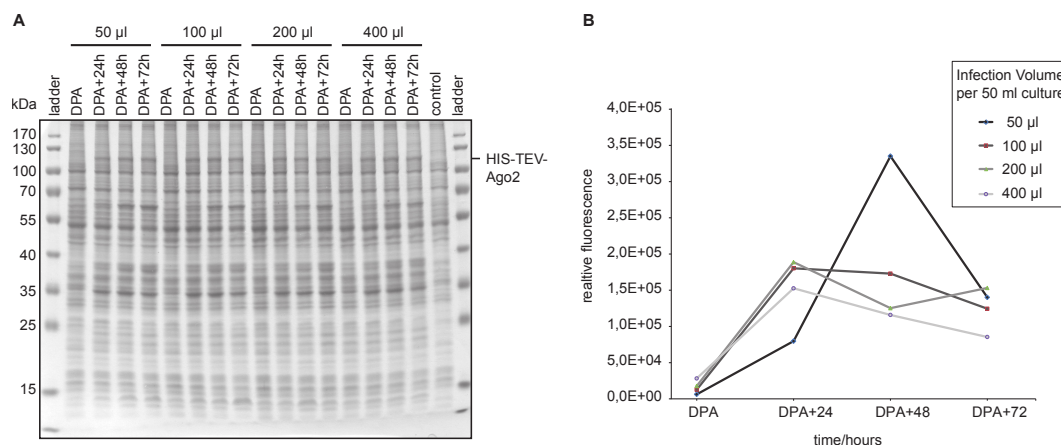 A
50 µl 100 µl 200 µl 400 µl
kDa
ladder
DPA
DPA+24h
DPA+48h
DPA+72h
DPA
DPA+24h
DPA+48h
DPA+72h
DPA
DPA+24h
DPA+48h
DPA+72h
DPA
DPA+24h
DPA+48h
DPA+72h
control
ladder
170
130
100
70
55
40
35
25
15
HIS-TEV-
Ago2
B
Infection Volume
per 50 ml culture
50 µl
100 µl
200 µl
400 µl
realtive fluorescence
4,0E+05
3,5E+05
3,0E+05
2,5E+05
2,0E+05
1,5E+05
1,0E+05
5,0E+04
0,0E+00
DPA DPA+24 DPA+48 DPA+72
time/hours